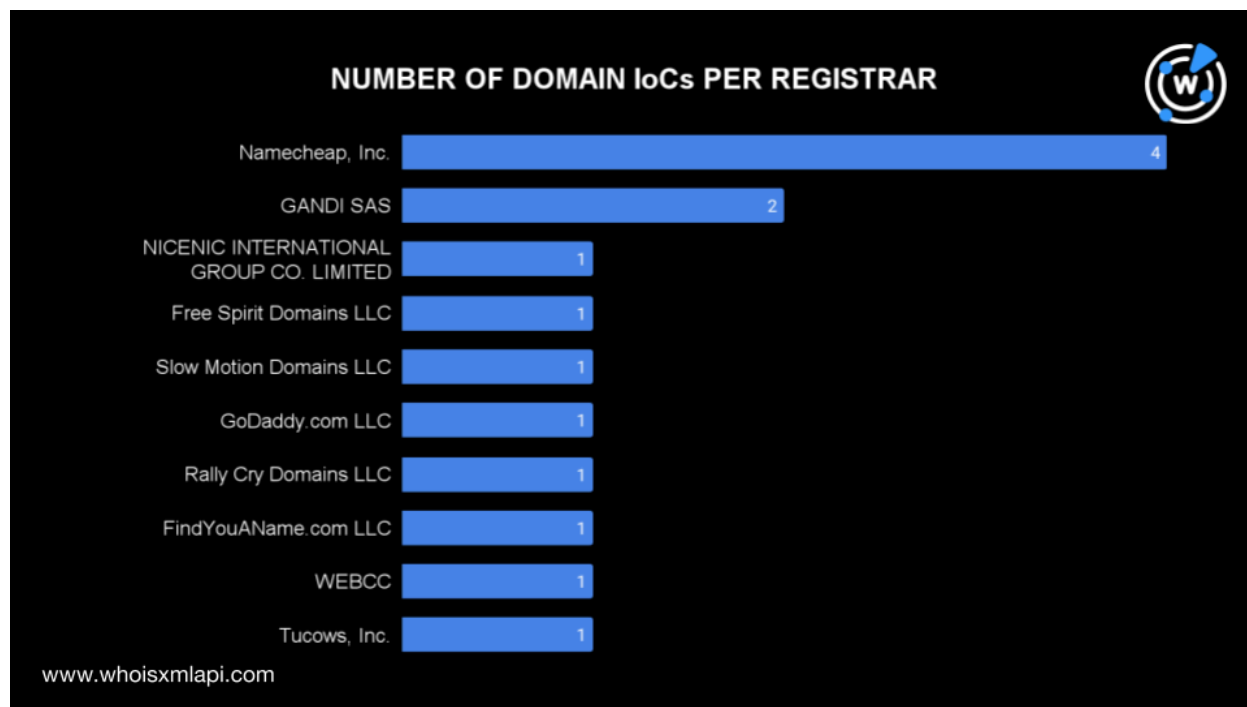 NUMBER OF DOMAIN IoCs PER REGISTRAR
W
Namecheap, Inc.
4
GANDI SAS
2
NICENIC INTERNATIONAL
GROUP CO. LIMITED
1
Free Spirit Domains LLC
1
Slow Motion Domains LLC
1
GoDaddy.com LLC
1
Rally Cry Domains LLC
1
FindYouAName.com LLC
1
WEBCC
1
Tucows, Inc.
1
www.whoisxmlapi.com